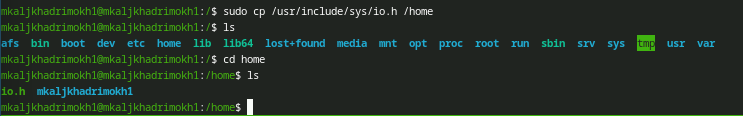 mkaljkhadrimokh1@mkaljkhadrimokh1:/$ sudo cp /usr/include/sys/io.h /home
mkaljkhadrimokh1@mkaljkhadrimokh1:/$ ls
afs bin boot dev etc home lib lib64 lost+found media mnt opt proc root run sbin srv sys tmp usr var
mkaljkhadrimokh1@mkaljkhadrimokh1:/$ cd home
mkaljkhadrimokh1@mkaljkhadrimokh1:/home$ ls
io.h mkaljkhadrimokh1
mkaljkhadrimokh1@mkaljkhadrimokh1:/home$